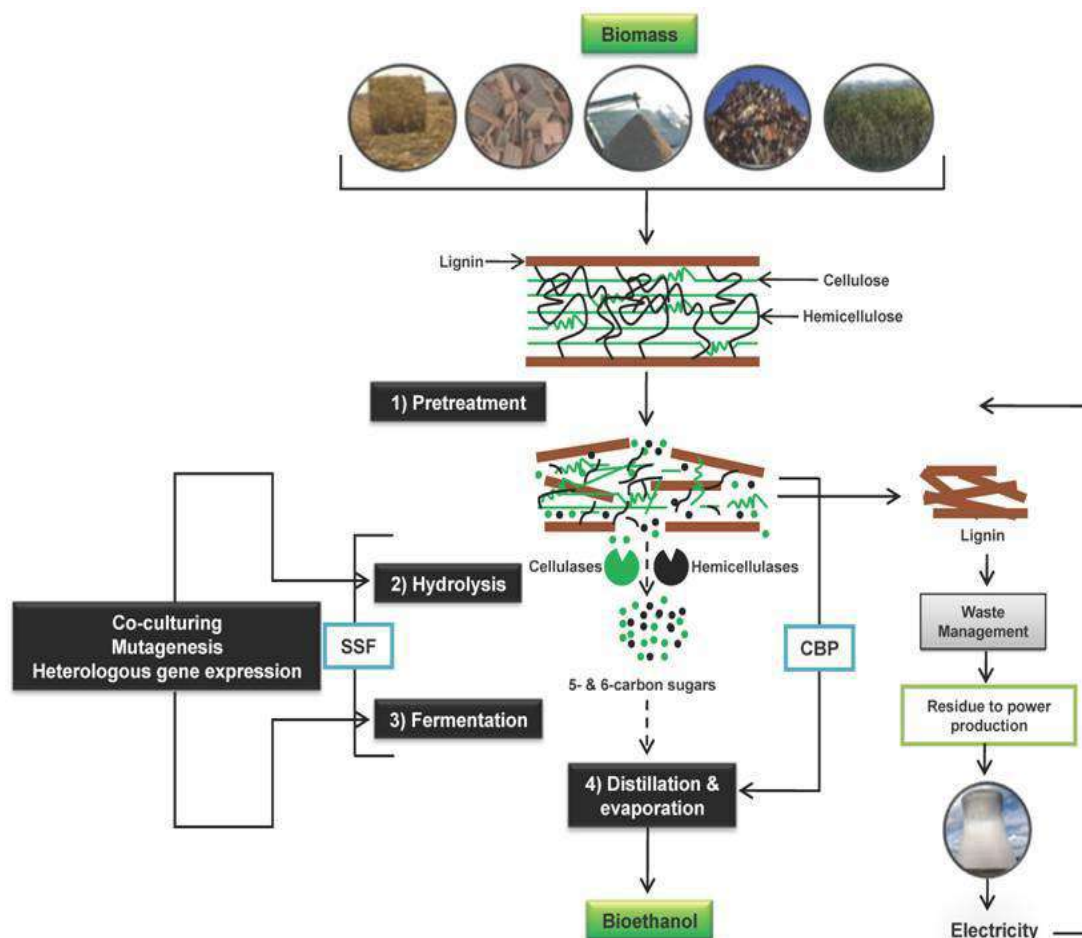 Biomass
Lignin
Cellulose
Hemicellulose
1) Pretreatment
Lignin
Cellulases
Hemicellulases
2) Hydrolysis
Co-culturing
Mutagenesis
Heterologous gene expression
SSF
CBP
Waste
Management
5- & 6-carbon sugars
3) Fermentation
Residue to power
production
4) Distillation &
evaporation
Bioethanol
Electricity